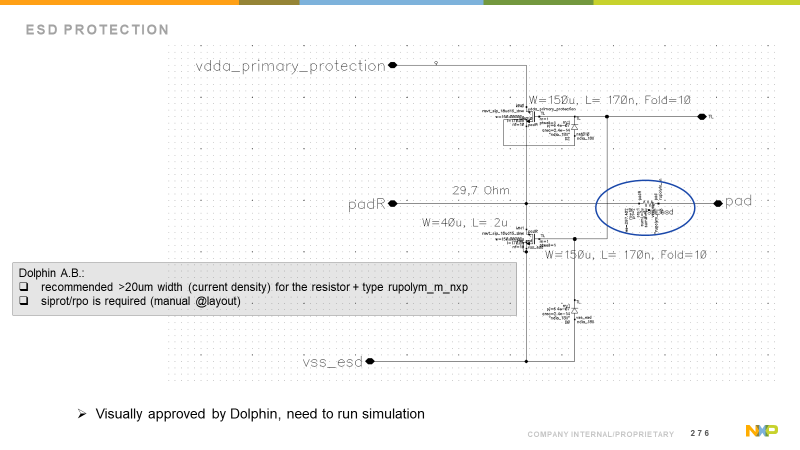 ESD PROTECTION
vdda_primary_protection
W=150u, L= 170n, Fold=10
TL
29,7 Ohm
padR
pad
W=40u, L= 2u
W=150u, L= 170n, Fold=10
Dolphin A.B.:
❑ recommended >20um width (current density) for the resistor + type rupolym_m_nxp
❑ siprot/rpo is required (manual @layout)
vss_esd
➢ Visually approved by Dolphin, need to run simulation
COMPANY INTERNAL/PROPRIETARY
276
NXP